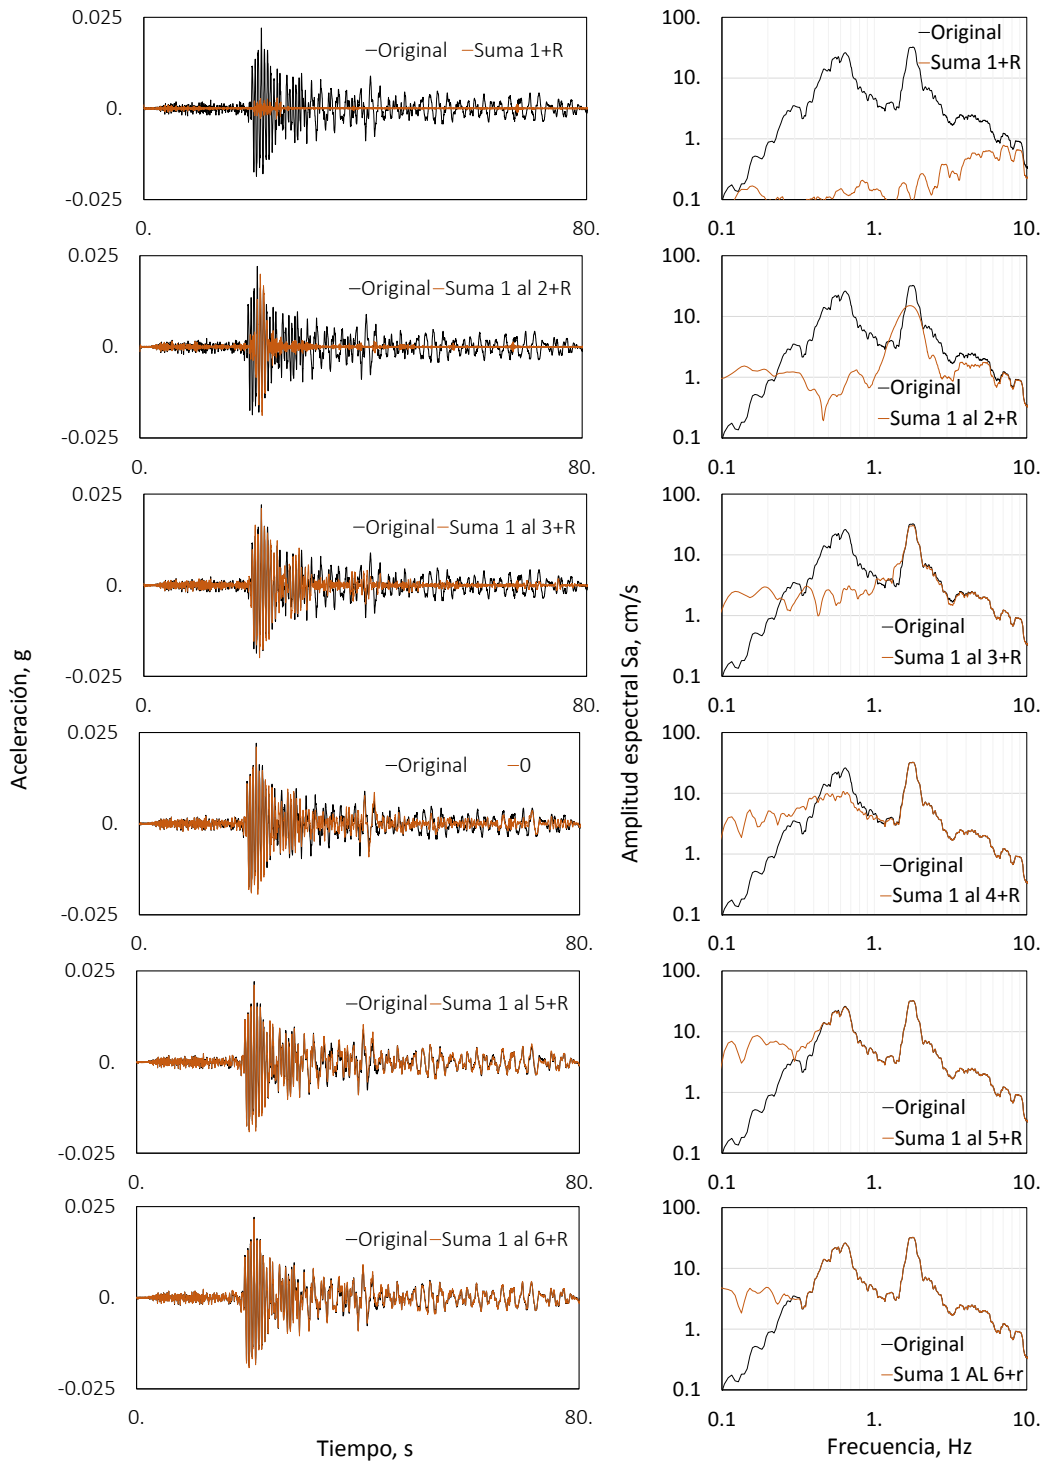 0.025
0.
-0.025
0.
80.
Original
Suma 1+R
100.
10.
1.
0.1
0.1
1.
10.
Original
Suma 1+R
0.025
0.
-0.025
0.
80.
Original
Suma 1 al 2+R
100.
10.
1.
0.1
0.1
1.
10.
Original
Suma 1 al 2+R
0.025
0.
-0.025
0.
80.
Original
Suma 1 al 3+R
100.
10.
1.
0.1
0.1
1.
10.
Original
Suma 1 al 3+R
Aceleración, g
Amplitud espectral Sa, cm/s
0.025
0.
-0.025
0.
80.
Original
0
100.
10.
1.
0.1
0.1
1.
10.
Original
Suma 1 al 4+R
0.025
0.
-0.025
0.
80.
Original
Suma 1 al 5+R
100.
10.
1.
0.1
0.1
1.
10.
Original
Suma 1 al 5+R
0.025
0.
-0.025
0.
80.
Original
Suma 1 al 6+R
Tiempo, s
100.
10.
1.
0.1
0.1
1.
10.
Original
Suma 1 AL 6+r
Frecuencia, Hz